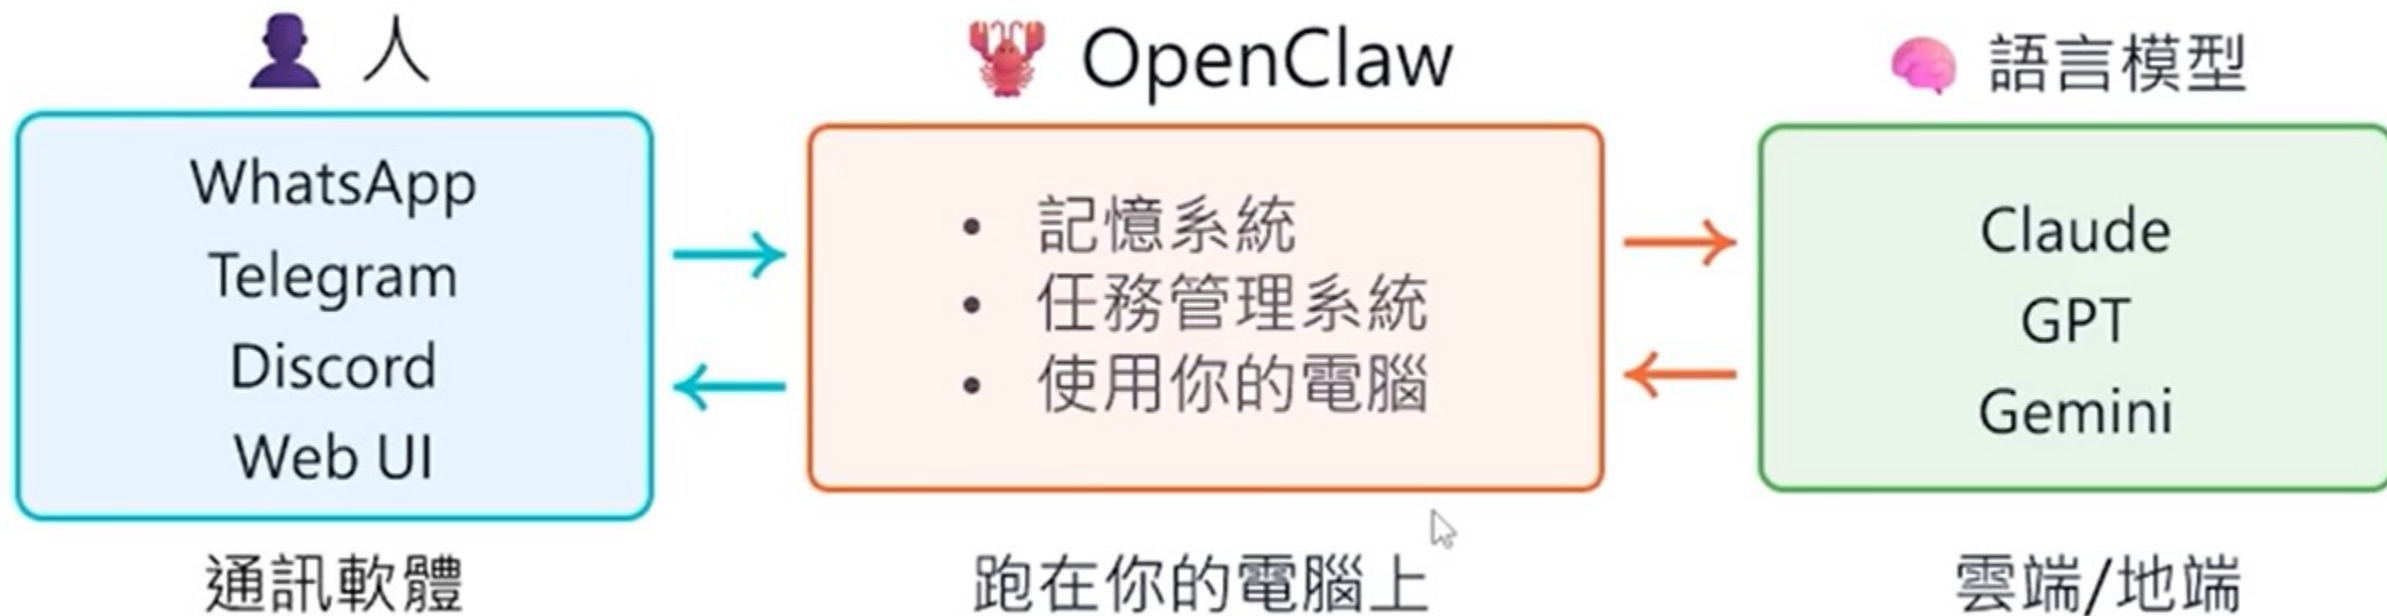 人
WhatsApp
Telegram
Discord
Web UI
通訊軟體
OpenClaw
• 記憶系統
• 任務管理系統
• 使用你的電腦
跑在你的電腦上
語言模型
Claude
GPT
Gemini
雲端/地端